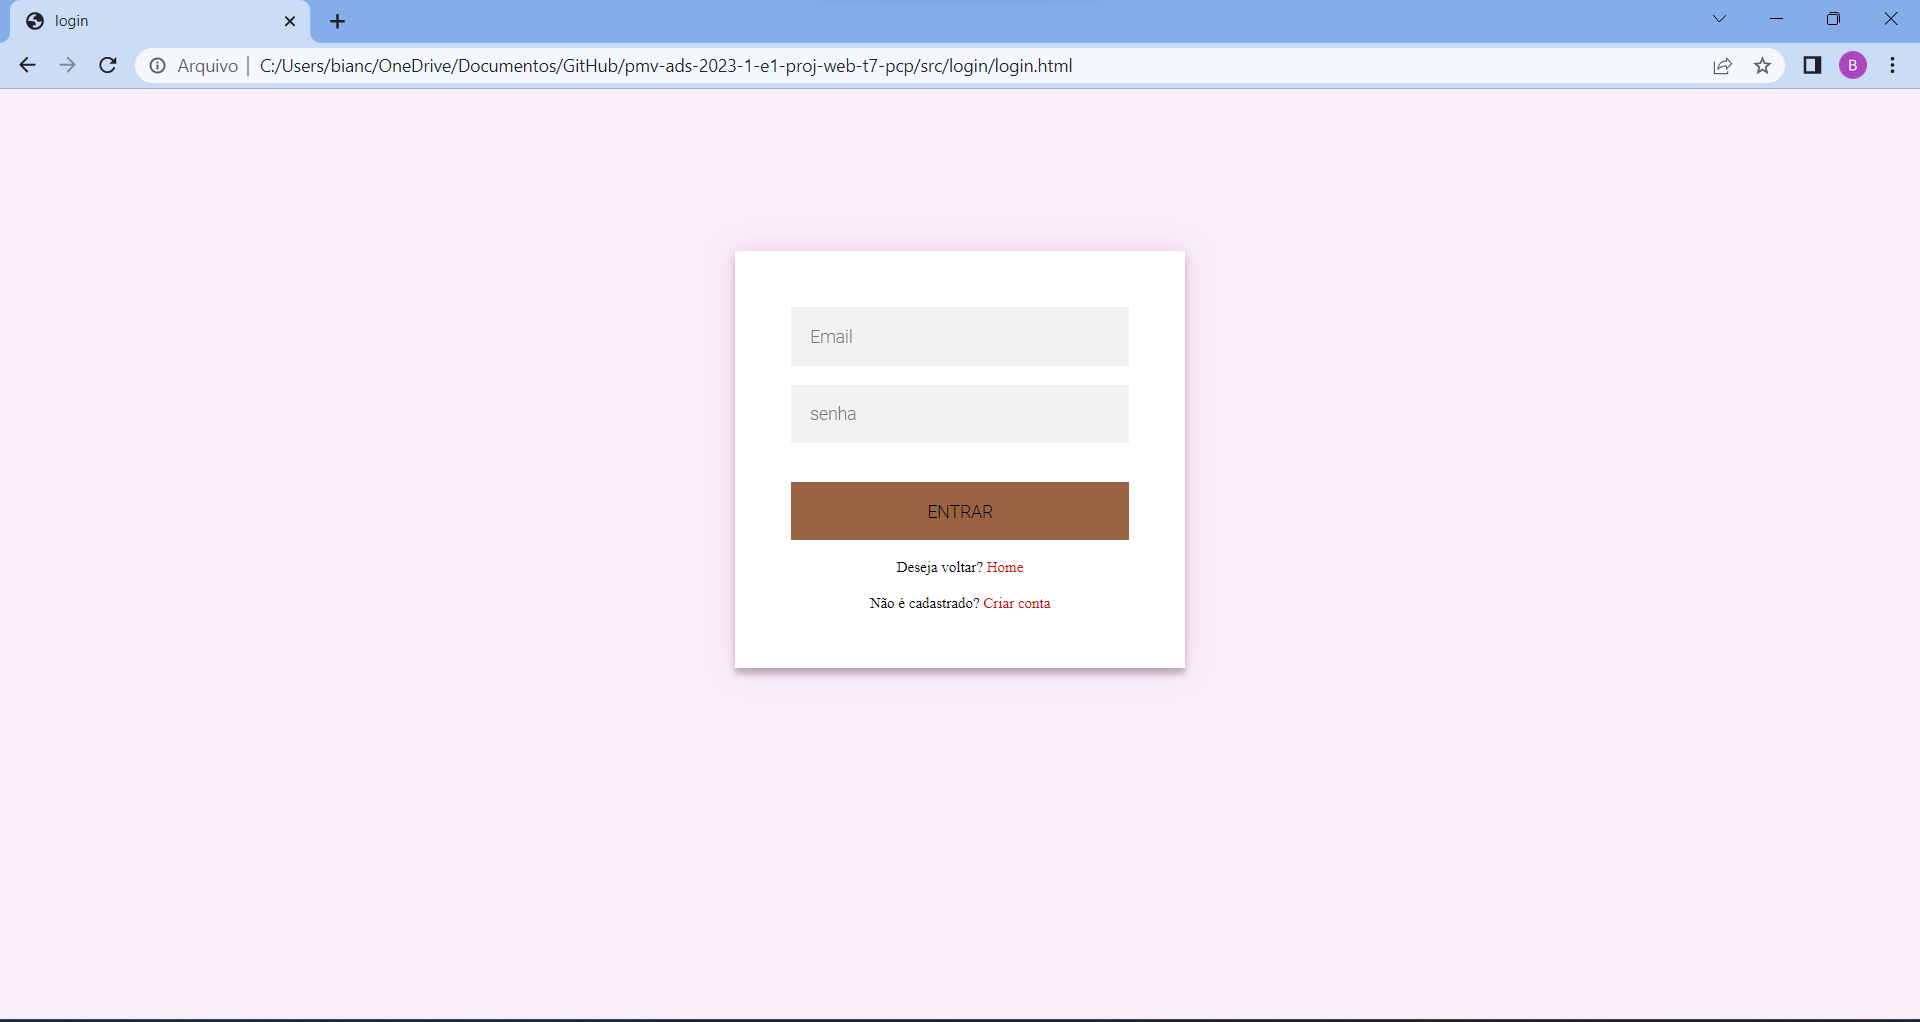 login
Arquivo C:/Users/bianc/OneDrive/Documentos/GitHub/pmv-ads-2023-1-e1-proj-web-t7-pcp/src/login/login.html
B
Email
senha
ENTRAR
Deseja voltar? Home
Não é cadastrado? Criar conta